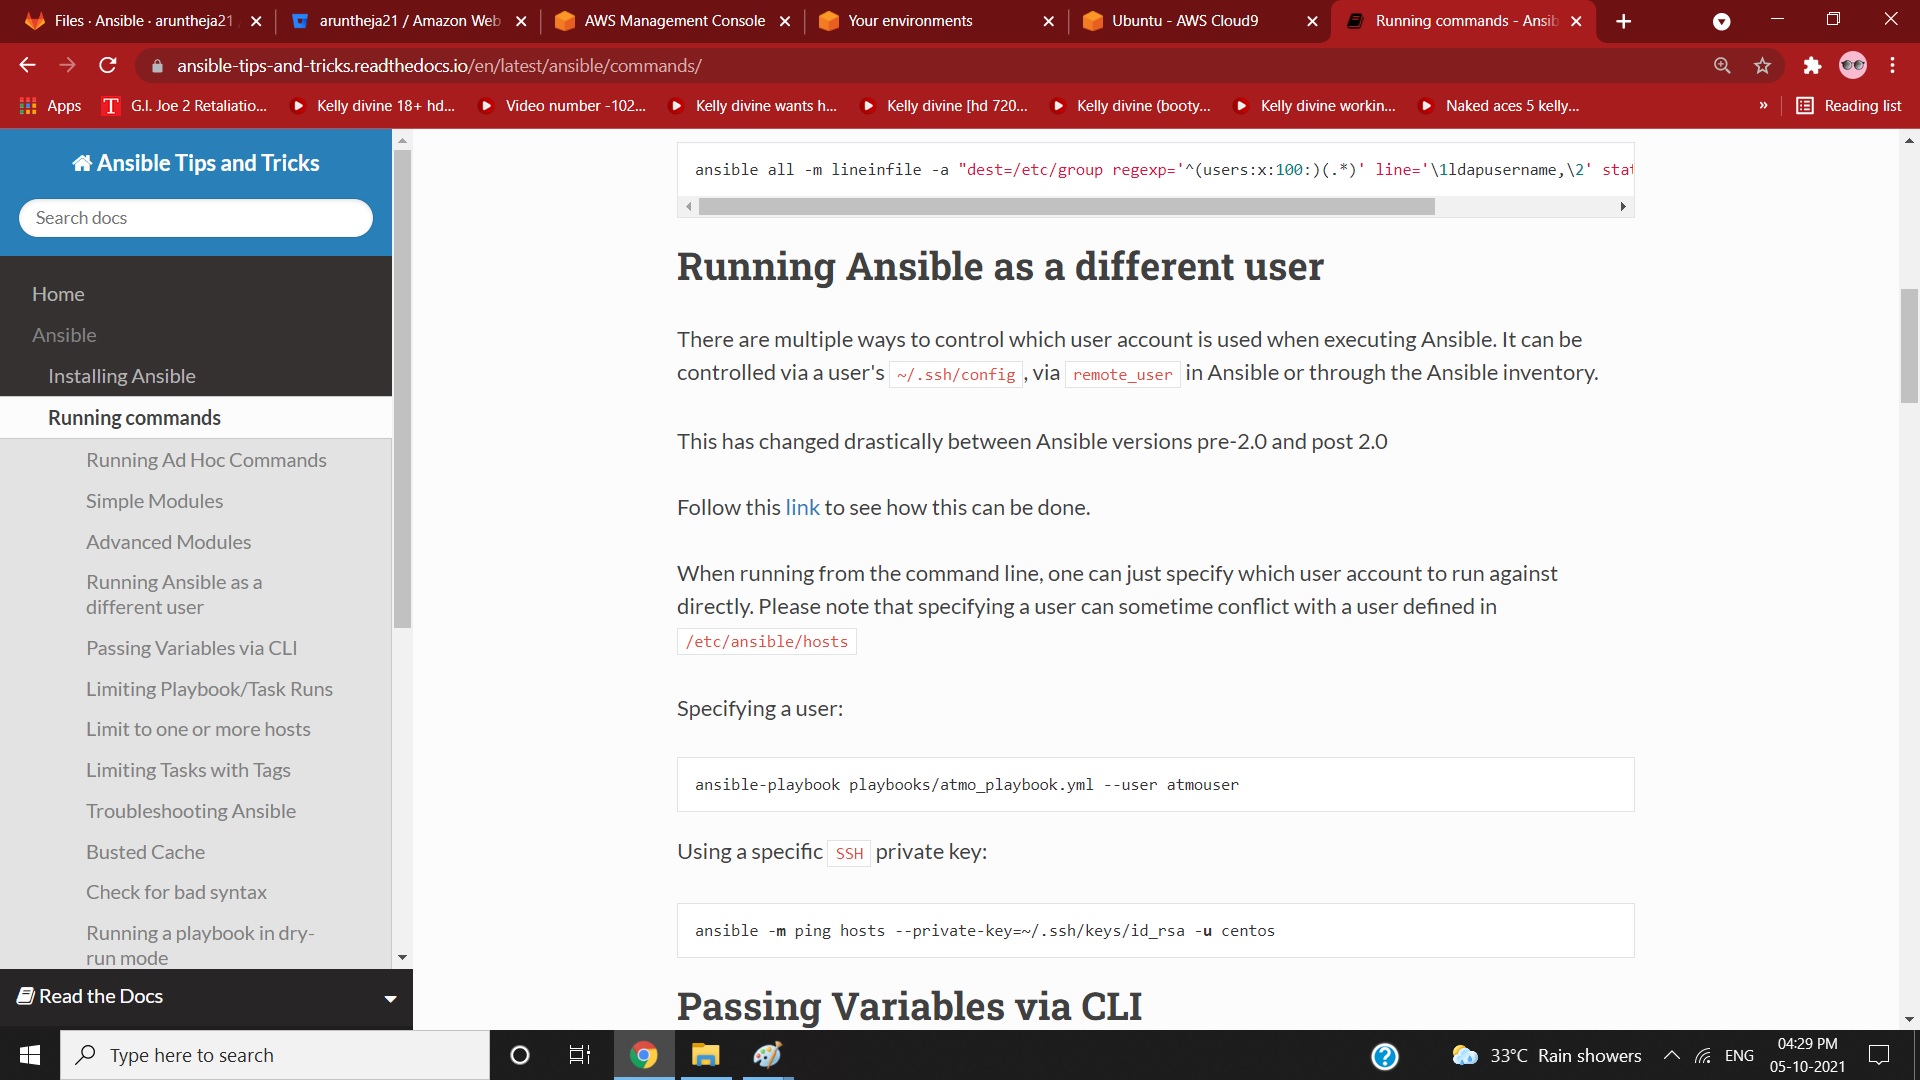 Files · Ansible · aruntheja21
aruntheja21 / Amazon Web
AWS Management Console
Your environments
Ubuntu - AWS Cloud9
Running commands - Ansib
ansible-tips-and-tricks.readthedocs.io/en/latest/ansible/commands/
Apps
T G.I. Joe 2 Retaliatio...
Kelly divine 18+ hd...
Video number -102...
Kelly divine wants h...
Kelly divine [hd 720...
Kelly divine (booty...
Kelly divine workin...
Naked aces 5 kelly...
»
Reading list
Ansible Tips and Tricks
Search docs
Home
Ansible
Installing Ansible
Running commands
Running Ad Hoc Commands
Simple Modules
Advanced Modules
Running Ansible as a
different user
Passing Variables via CLI
Limiting Playbook/Task Runs
Limit to one or more hosts
Limiting Tasks with Tags
Troubleshooting Ansible
Busted Cache
Check for bad syntax
Running a playbook in dry-
run mode
Read the Docs
ansible all -m lineinfile -a "dest=/etc/group regexp='^(users:x:100:)(.*)' line='\1ldapusername,\2' stat
Running Ansible as a different user
There are multiple ways to control which user account is used when executing Ansible. It can be
controlled via a user's ~/.ssh/config , via remote_user in Ansible or through the Ansible inventory.
This has changed drastically between Ansible versions pre-2.0 and post 2.0
Follow this link to see how this can be done.
When running from the command line, one can just specify which user account to run against
directly. Please note that specifying a user can sometime conflict with a user defined in
/etc/ansible/hosts
Specifying a user:
ansible-playbook playbooks/atmo_playbook.yml --user atmouser
Using a specific SSH private key:
ansible -m ping hosts --private-key=~/.ssh/keys/id_rsa -u centos
Passing Variables via CLI
Type here to search
33°C Rain showers
ENG
04:29 PM
05-10-2021